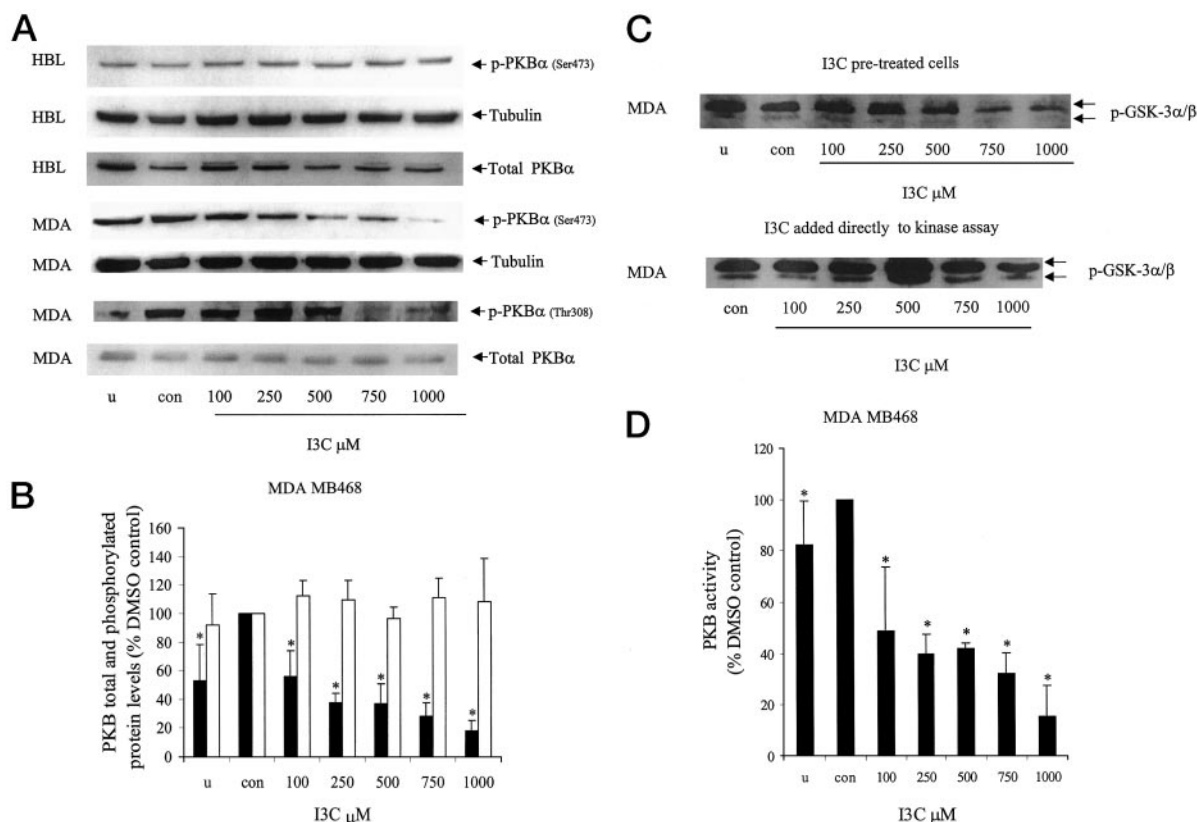 A
HBL p-PKBα (Ser473)
HBL Tubulin
HBL Total PKBα
MDA p-PKBα (Ser473)
MDA Tubulin
MDA p-PKBα (Thr308)
MDA Total PKBα
u con 100 250 500 750 1000
I3C μM
B
MDA MB468
PKB total and phosphorylated
protein levels (% DMSO control)
160
140
120
100
80
60
40
20
0
* * * * * *
u con 100 250 500 750 1000
I3C μM
C
I3C pre-treated cells
MDA p-GSK-3α/β
u con 100 250 500 750 1000
I3C μM
I3C added directly to kinase assay
MDA p-GSK-3α/β
con 100 250 500 750 1000
I3C μM
D
MDA MB468
PKB activity
(% DMSO control)
120
100
80
60
40
20
0
* * * * * *
u con 100 250 500 750 1000
I3C μM